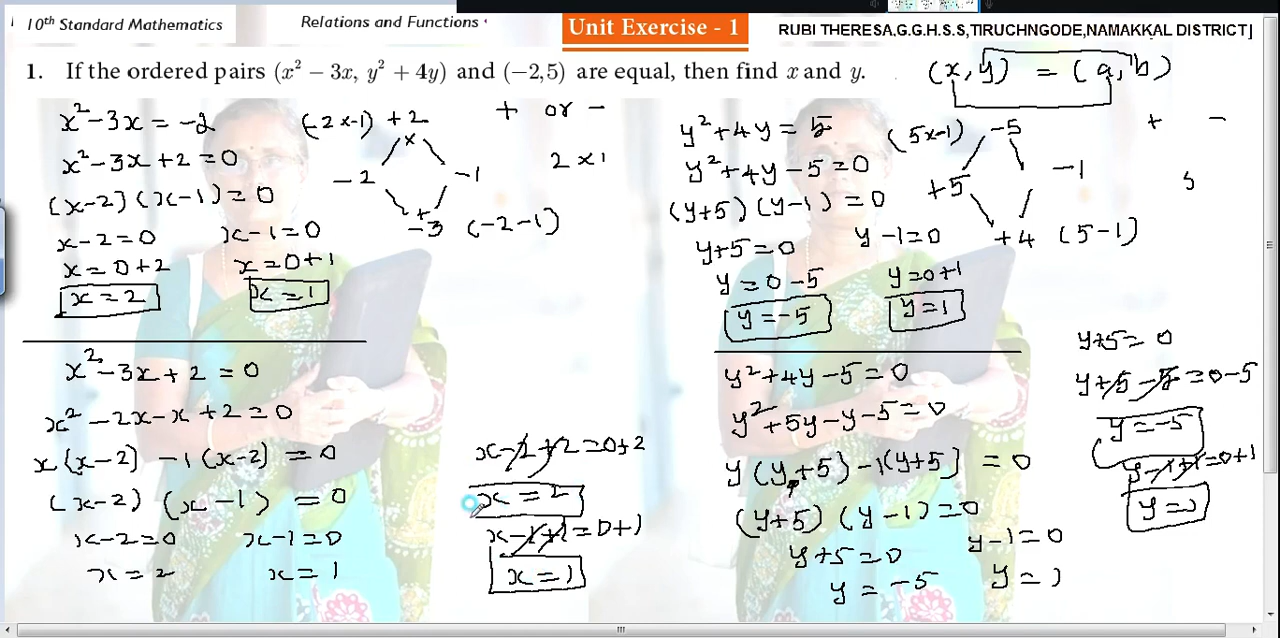 10th Standard Mathematics
Relations and Functions
Unit Exercise - 1
RUBI THERESA,G.G.H.S.S,TIRUCHNGODE,NAMAKKAL DISTRICT]
1. If the ordered pairs (x² − 3x, y² + 4y) and (−2,5) are equal, then find x and y.
(x, y) = (a, b)
x² - 3x = -2
x² - 3x + 2 = 0
(x-2) (x-1) = 0
x-2=0 x-1=0
x=0+2 x=0+1
x=2 x=1
(-2x-1) +2
x
-2 -1
+
-3 (-2-1)
+ or -
2 x 1
y² + 4y = 5
y² + 4y - 5 = 0
(y+5) (y-1) = 0
y+5=0 y-1=0
y=0-5 y=0+1
y=-5 y=1
(5x-1) -5
+5 -1
+4 (5-1)
+ -
5
x² - 3x + 2 = 0
x² - 2x - x + 2 = 0
x(x-2) -1(x-2) = 0
(x-2) (x-1) = 0
x-2=0 x-1=0
x=2 x=1
x-2+2=0+2
x=2
x-1+1=0+1
x=1
y² + 4y - 5 = 0
y² + 5y - y - 5 = 0
y(y+5) -1(y+5) = 0
(y+5) (y-1) = 0
y+5=0 y-1=0
y=-5 y=1
y+5=0
y+5-5=0-5
y=-5
y-1+1=0+1
y=1